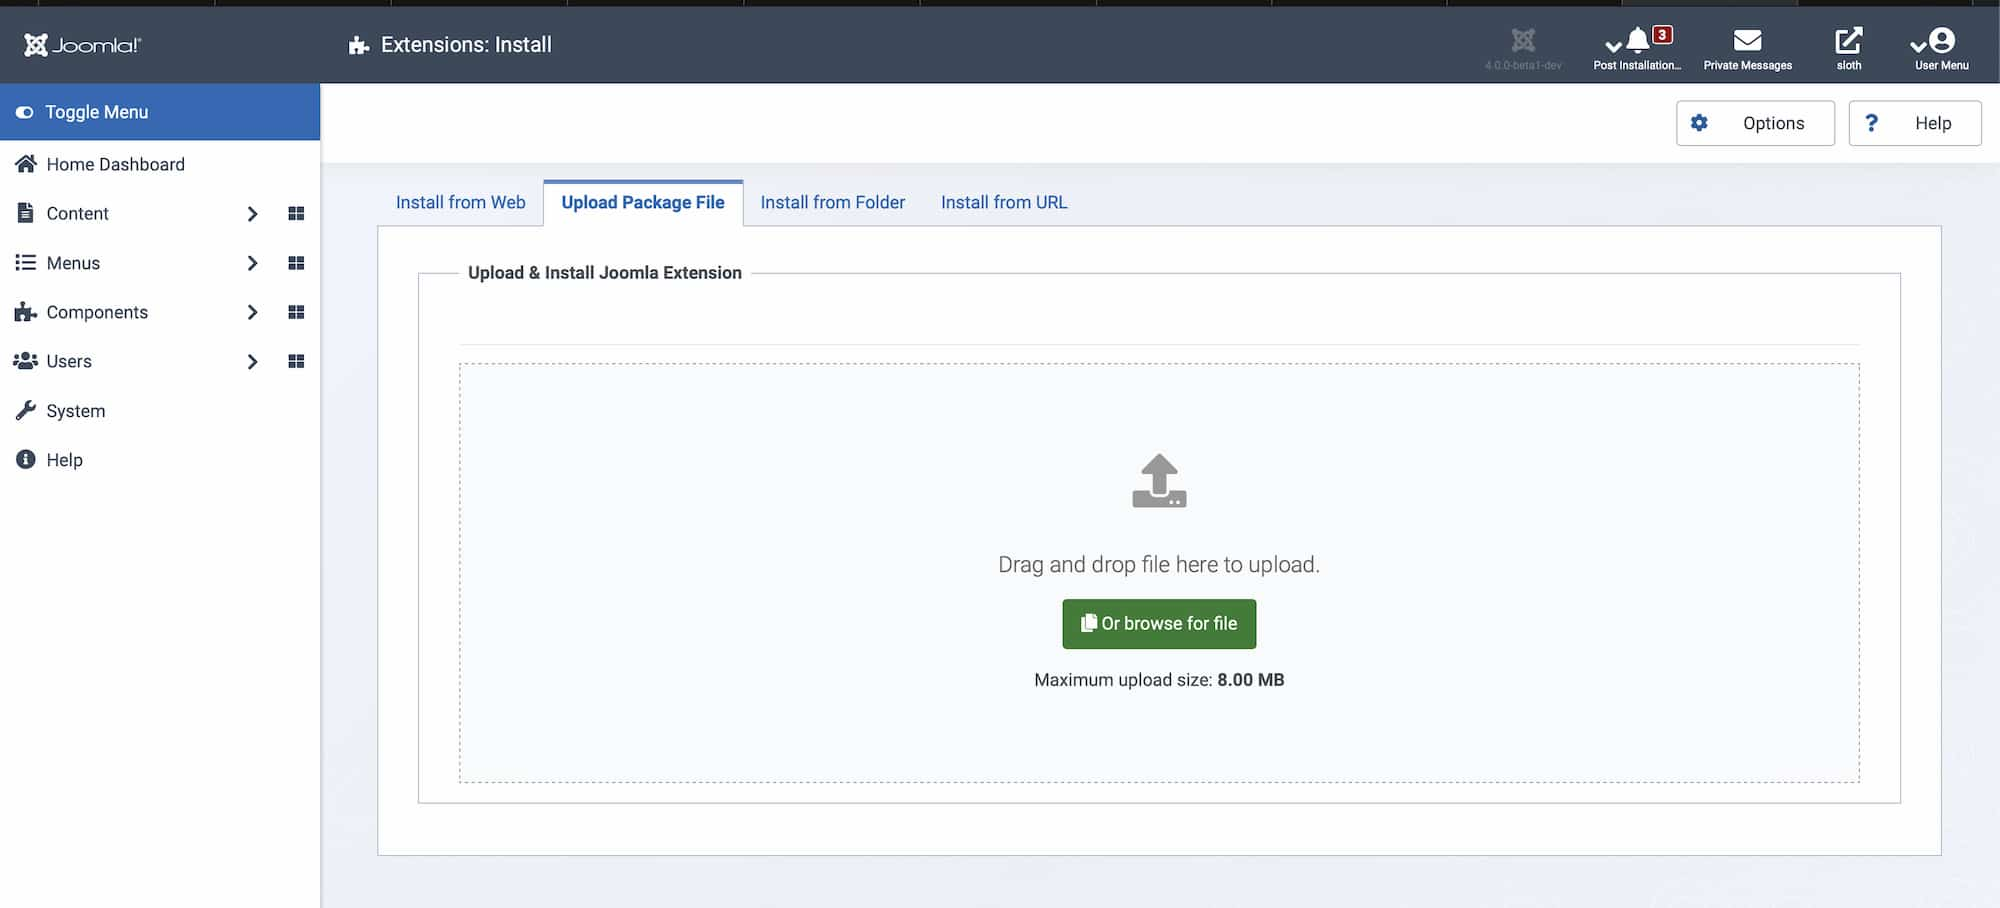 Joomla!
Extensions: Install
4.0.0-beta1-dev
3
Post Installation...
Private Messages
sloth
User Menu
Toggle Menu
Home Dashboard
Content
Menus
Components
Users
System
Help
Options
? Help
Install from Web
Upload Package File
Install from Folder
Install from URL
Upload & Install Joomla Extension
Drag and drop file here to upload.
Or browse for file
Maximum upload size: 8.00 MB